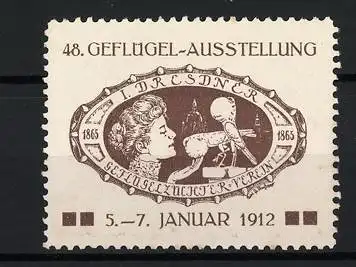 48. GEFLÜGEL-AUSSTELLUNG
I. DRESDNER
1865 1865
GEFLÜGELZÜCHTER-VEREIN
5.-7. JANUAR 1912